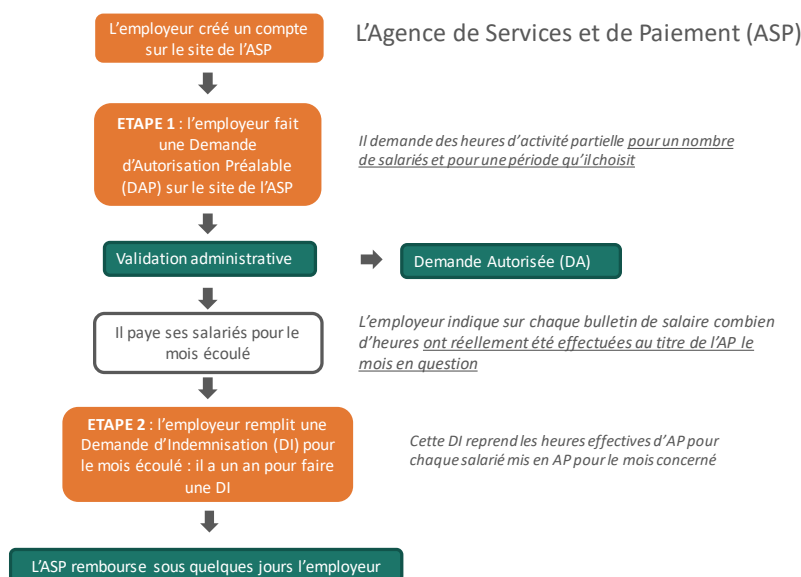 L'employeur créé un compte
sur le site de l'ASP
L'Agence de Services et de Paiement (ASP)
ETAPE 1 : l'employeur fait
une Demande
d'Autorisation Préalable
(DAP) sur le site de l'ASP
Il demande des heures d'activité partielle pour un nombre
de salariés et pour une période qu'il choisit
Validation administrative
Demande Autorisée (DA)
Il paye ses salariés pour le
mois écoulé
L'employeur indique sur chaque bulletin de salaire combien
d'heures ont réellement été effectuées au titre de l'AP le
mois en question
ETAPE 2 : l'employeur remplit une
Demande d'Indemnisation (DI) pour
le mois écoulé : il a un an pour faire
une DI
Cette DI reprend les heures effectives d'AP pour
chaque salarié mis en AP pour le mois concerné
L'ASP rembourse sous quelques jours l'employeur